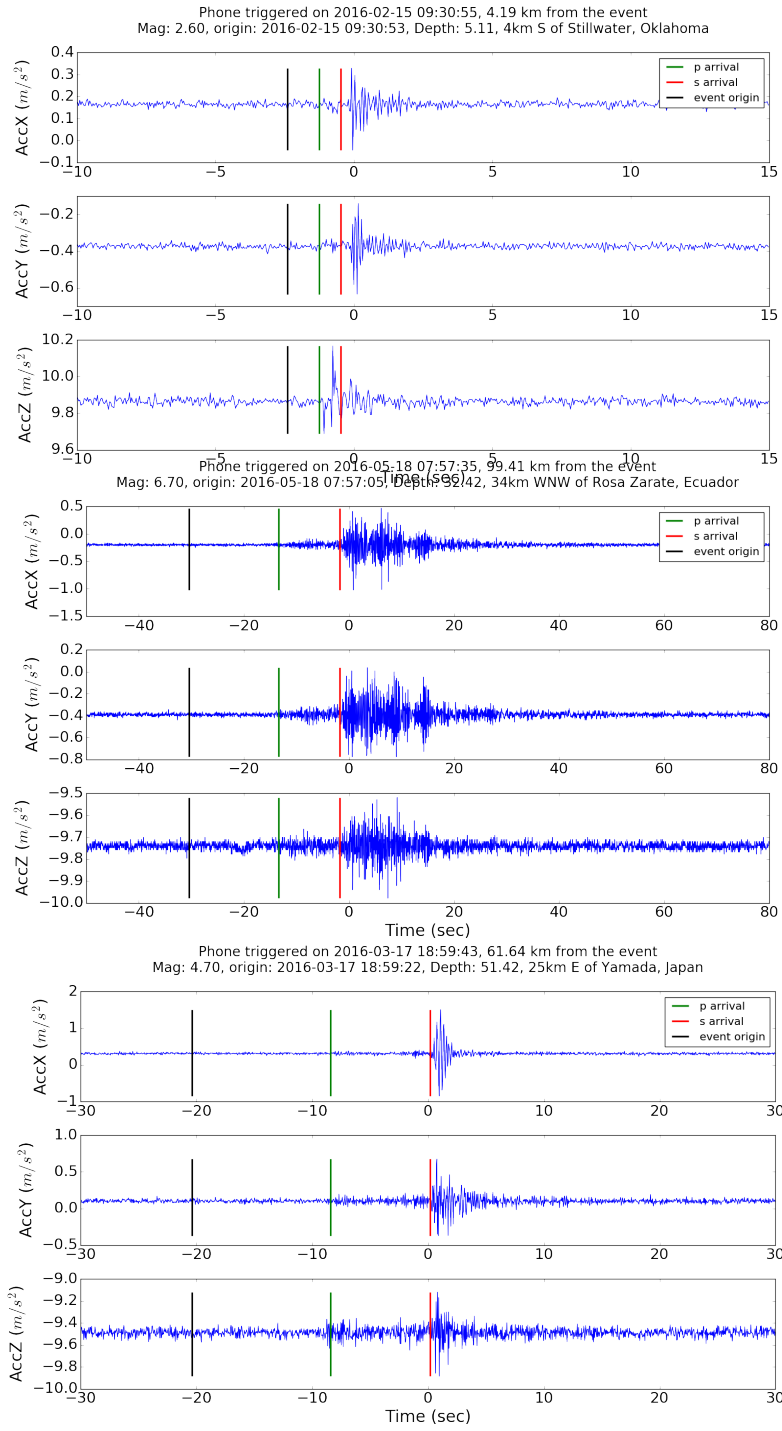 Phone triggered on 2016-02-15 09:30:55, 4.19 km from the event
Mag: 2.60, origin: 2016-02-15 09:30:53, Depth: 5.11, 4km S of Stillwater, Oklahoma
AccX (m/s²)
0.4
0.3
0.2
0.1
0.0
−0.1
p arrival
s arrival
event origin
−10 −5 0 5 10 15
AccY (m/s²)
−0.2
−0.4
−0.6
−10 −5 0 5 10 15
AccZ (m/s²)
10.2
10.0
9.8
9.6
−10 −5 0 5 10 15
Time (sec)
Phone triggered on 2016-05-18 07:57:35, 99.41 km from the event
Mag: 6.70, origin: 2016-05-18 07:57:05, Depth: 32.42, 34km WNW of Rosa Zarate, Ecuador
AccX (m/s²)
0.5
0.0
−0.5
−1.0
−1.5
p arrival
s arrival
event origin
−40 −20 0 20 40 60 80
AccY (m/s²)
0.2
0.0
−0.2
−0.4
−0.6
−0.8
−40 −20 0 20 40 60 80
AccZ (m/s²)
−9.5
−9.6
−9.7
−9.8
−9.9
−10.0
−40 −20 0 20 40 60 80
Time (sec)
Phone triggered on 2016-03-17 18:59:43, 61.64 km from the event
Mag: 4.70, origin: 2016-03-17 18:59:22, Depth: 51.42, 25km E of Yamada, Japan
AccX (m/s²)
2
1
0
−1
p arrival
s arrival
event origin
−30 −20 −10 0 10 20 30
AccY (m/s²)
1.0
0.5
0.0
−0.5
−30 −20 −10 0 10 20 30
AccZ (m/s²)
−9.0
−9.2
−9.4
−9.6
−9.8
−10.0
−30 −20 −10 0 10 20 30
Time (sec)